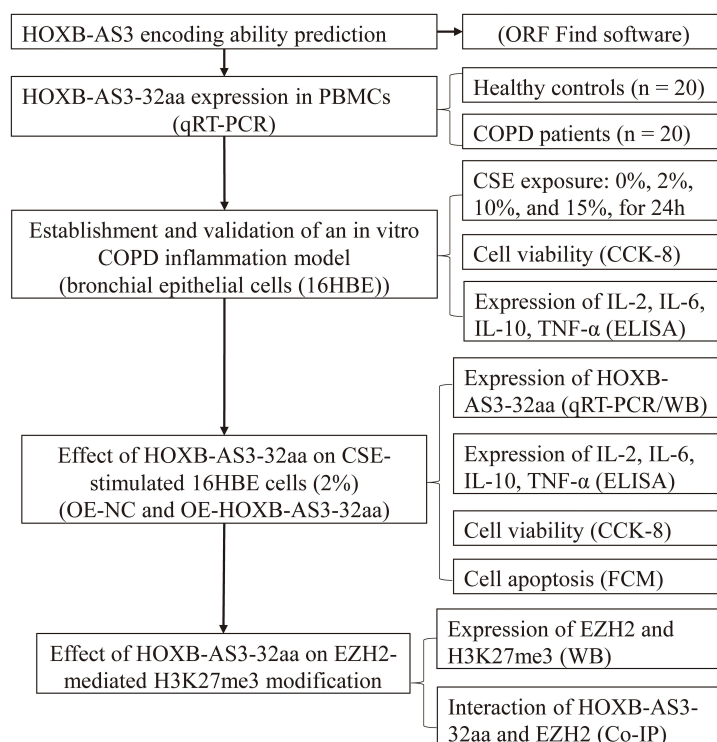 HOXB-AS3 encoding ability prediction
(ORF Find software)
HOXB-AS3-32aa expression in PBMCs
(qRT-PCR)
Healthy controls (n = 20)
COPD patients (n = 20)
Establishment and validation of an in vitro
COPD inflammation model
(bronchial epithelial cells (16HBE))
CSE exposure: 0%, 2%,
10%, and 15%, for 24h
Cell viability (CCK-8)
Expression of IL-2, IL-6,
IL-10, TNF-α (ELISA)
Effect of HOXB-AS3-32aa on CSE-
stimulated 16HBE cells (2%)
(OE-NC and OE-HOXB-AS3-32aa)
Expression of HOXB-
AS3-32aa (qRT-PCR/WB)
Expression of IL-2, IL-6,
IL-10, TNF-α (ELISA)
Cell viability (CCK-8)
Cell apoptosis (FCM)
Effect of HOXB-AS3-32aa on EZH2-
mediated H3K27me3 modification
Expression of EZH2 and
H3K27me3 (WB)
Interaction of HOXB-AS3-
32aa and EZH2 (Co-IP)